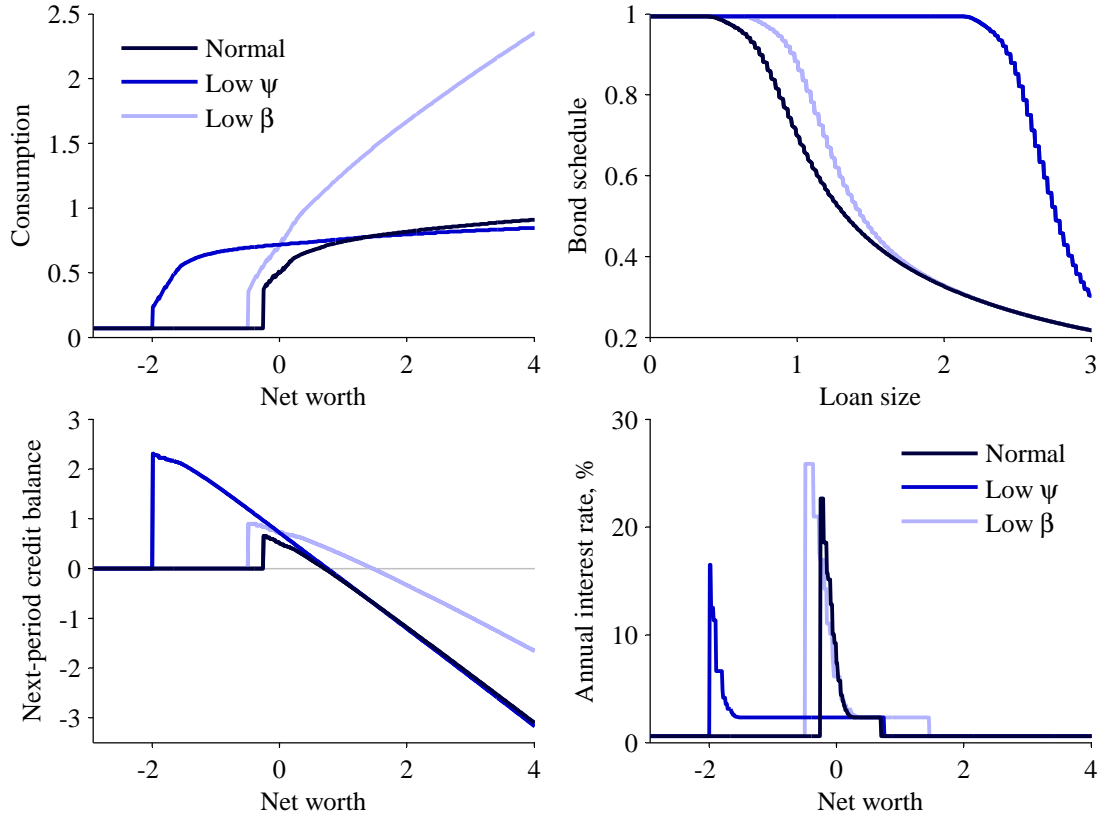 Consumption
2.5
2
1.5
1
0.5
0
Normal
Low ψ
Low β
-2
0
2
4
Net worth
Bond schedule
1
0.8
0.6
0.4
0.2
0
1
2
3
Loan size
Next-period credit balance
3
2
1
0
-1
-2
-3
-2
0
2
4
Net worth
Annual interest rate, %
30
20
10
0
Normal
Low ψ
Low β
-2
0
2
4
Net worth